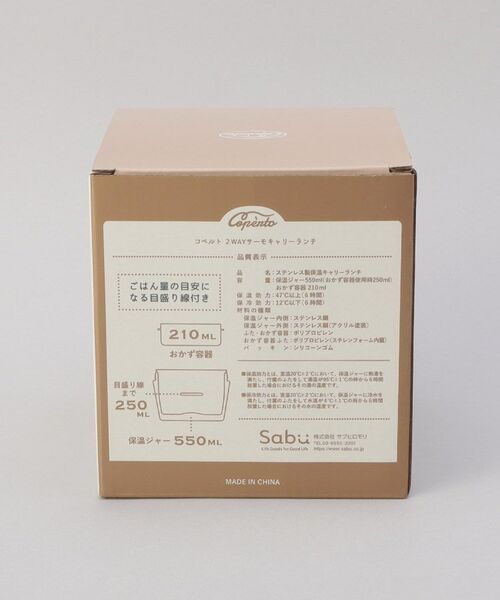 Coperto
コペルト 2WAYサーモキャリーランチ
品質表示
ごはん量の目安に
なる目盛り線付き
210ML
おかず容器
目盛り線
まで
250
ML
保温ジャー 550ML
品 名：ステンレス製保温キャリーランチ
容 量：保温ジャー550ml(おかず容器使用時250ml)
おかず容器 210ml
保温効力：47℃以上(6時間)
保冷効力：12℃以下(6時間)
材料の種類
保温ジャー内側：ステンレス鋼
保温ジャー外側：ステンレス鋼(アクリル塗装)
ふた・おかず容器：ポリプロピレン
おかず容器ふた：ポリプロピレン(スチレンフォーム内蔵)
パッキン：シリコーンゴム
Sabu
Life Goods for Good Life
株式会社 サブヒロモリ
https://www.sabu.co.jp
MADE IN CHINA